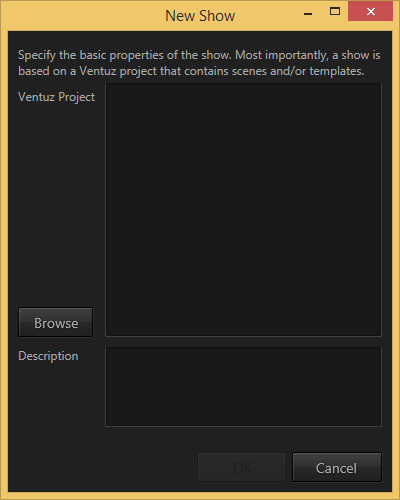 New Show
Specify the basic properties of the show. Most importantly, a show is
based on a Ventuz project that contains scenes and/or templates.
Ventuz Project
Browse
Description
OK
Cancel